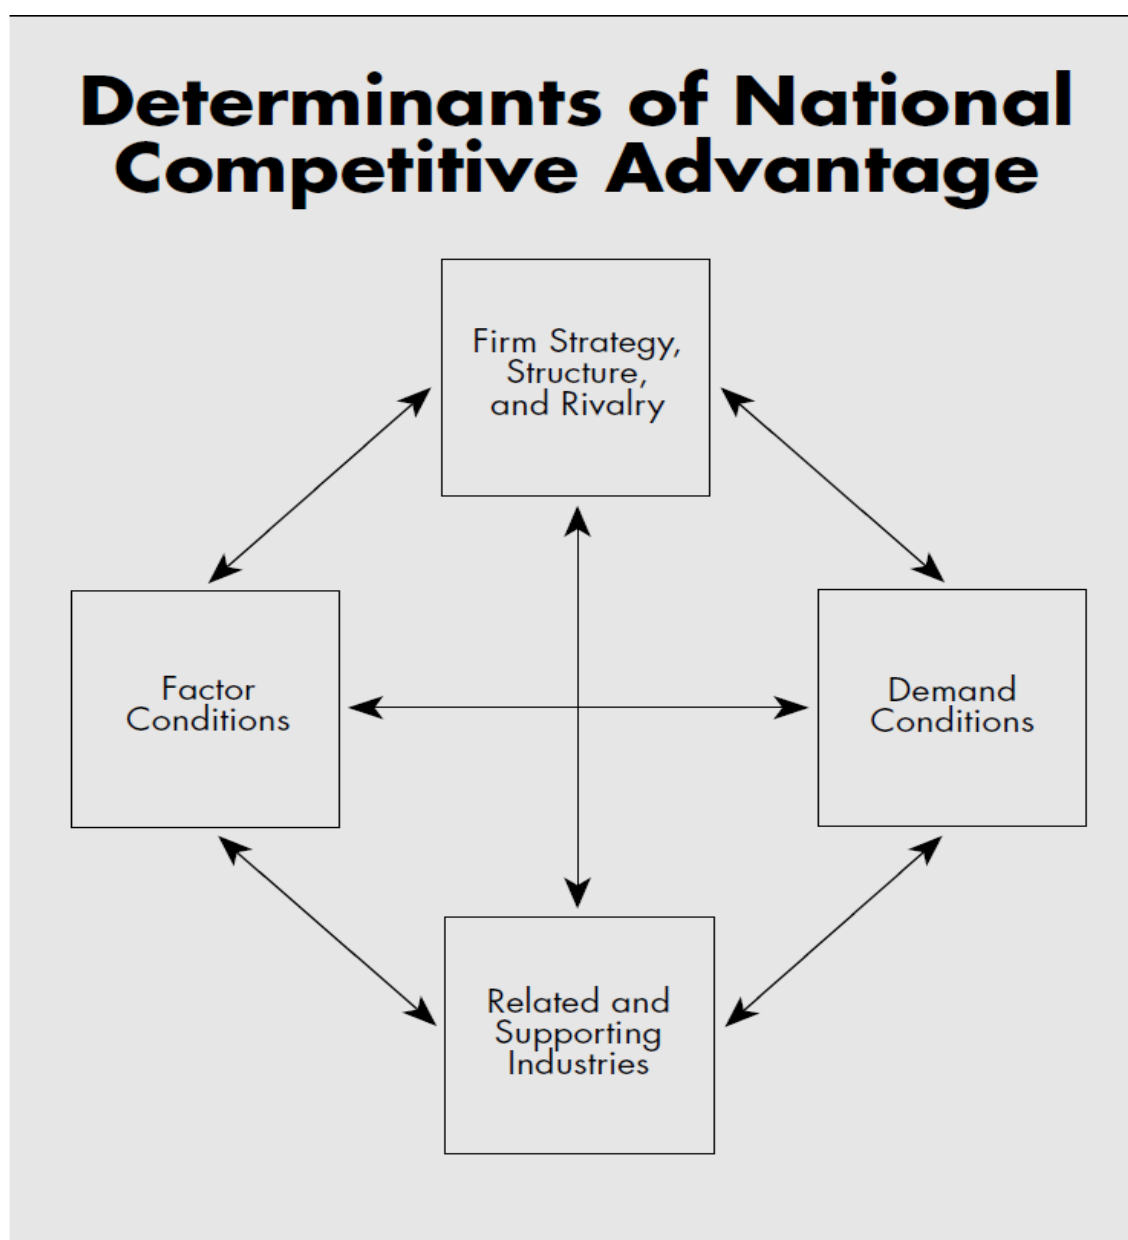 Determinants of National
Competitive Advantage
Firm Strategy,
Structure,
and Rivalry
Factor
Conditions
Demand
Conditions
Related and
Supporting
Industries